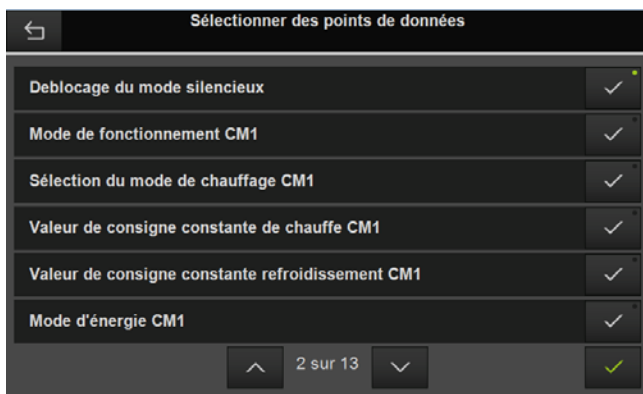 Sélectionner des points de données
Deblocage du mode silencieux
Mode de fonctionnement CM1
Sélection du mode de chauffage CM1
Valeur de consigne constante de chauffe CM1
Valeur de consigne constante refroidissement CM1
Mode d'énergie CM1
2 sur 13